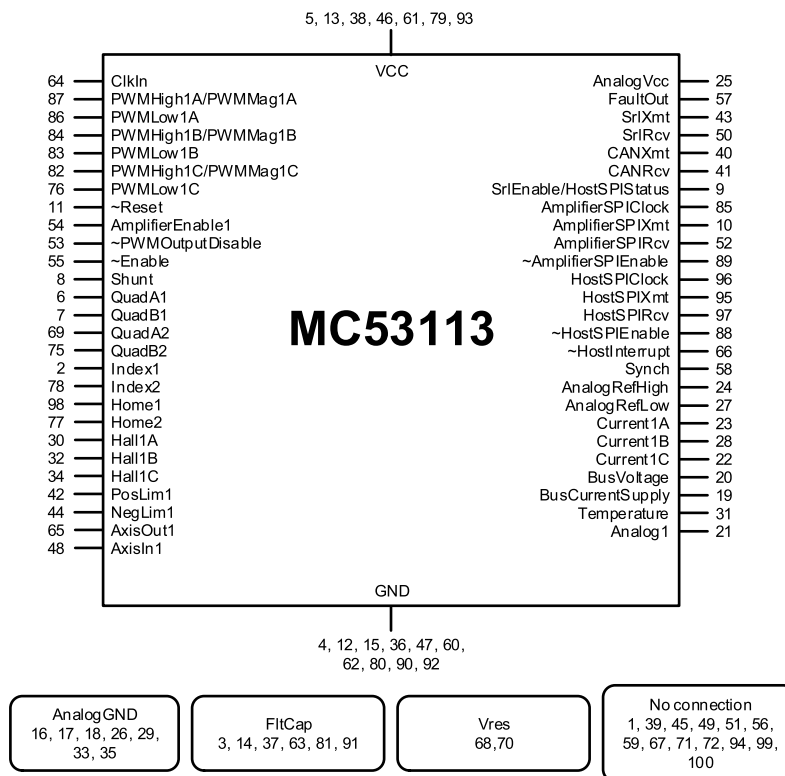 5, 13, 38, 46, 61, 79, 93
VCC
64 ClkIn
87 PWMHigh1A/PWMMag1A
86 PWMLow1A
84 PWMHigh1B/PWMMag1B
83 PWMLow1B
82 PWMHigh1C/PWMMag1C
76 PWMLow1C
11 ~Reset
54 AmplifierEnable1
53 ~PWMOutputDisable
55 ~Enable
8 Shunt
6 QuadA1
7 QuadB1
69 QuadA2
75 QuadB2
2 Index1
78 Index2
98 Home1
77 Home2
30 Hall1A
32 Hall1B
34 Hall1C
42 PosLim1
44 NegLim1
65 AxisOut1
48 AxisIn1
MC53113
AnalogVcc 25
FaultOut 57
SrlXmt 43
SrlRcv 50
CANXmt 40
CANRcv 41
SrlEnable/HostSPIStatus 9
AmplifierSPIClock 85
AmplifierSPIXmt 10
AmplifierSPIRcv 52
~AmplifierSPIEnable 89
HostSPIClock 96
HostSPIXmt 95
HostSPIRcv 97
~HostSPIEnable 88
~HostInterrupt 66
Synch 58
AnalogRefHigh 24
AnalogRefLow 27
Current1A 23
Current1B 28
Current1C 22
BusVoltage 20
BusCurrentSupply 19
Temperature 31
Analog1 21
GND
4, 12, 15, 36, 47, 60,
62, 80, 90, 92
AnalogGND
16, 17, 18, 26, 29,
33, 35
FltCap
3, 14, 37, 63, 81, 91
Vres
68,70
No connection
1, 39, 45, 49, 51, 56,
59, 67, 71, 72, 94, 99,
100